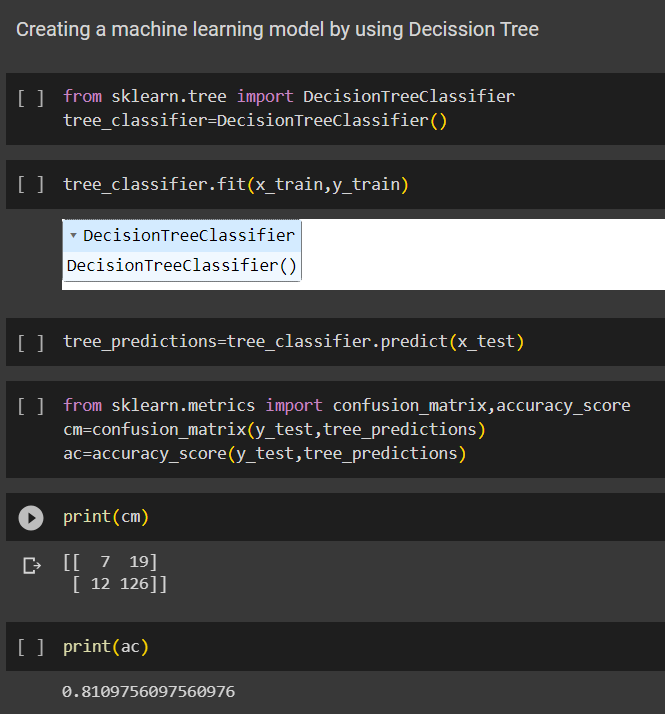 Creating a machine learning model by using Decission Tree
[ ] from sklearn.tree import DecisionTreeClassifier
tree_classifier=DecisionTreeClassifier()
[ ] tree_classifier.fit(x_train,y_train)
▾ DecisionTreeClassifier
DecisionTreeClassifier()
[ ] tree_predictions=tree_classifier.predict(x_test)
[ ] from sklearn.metrics import confusion_matrix,accuracy_score
cm=confusion_matrix(y_test,tree_predictions)
ac=accuracy_score(y_test,tree_predictions)
print(cm)
[[  7  19]
 [ 12 126]]
[ ] print(ac)
0.8109756097560976